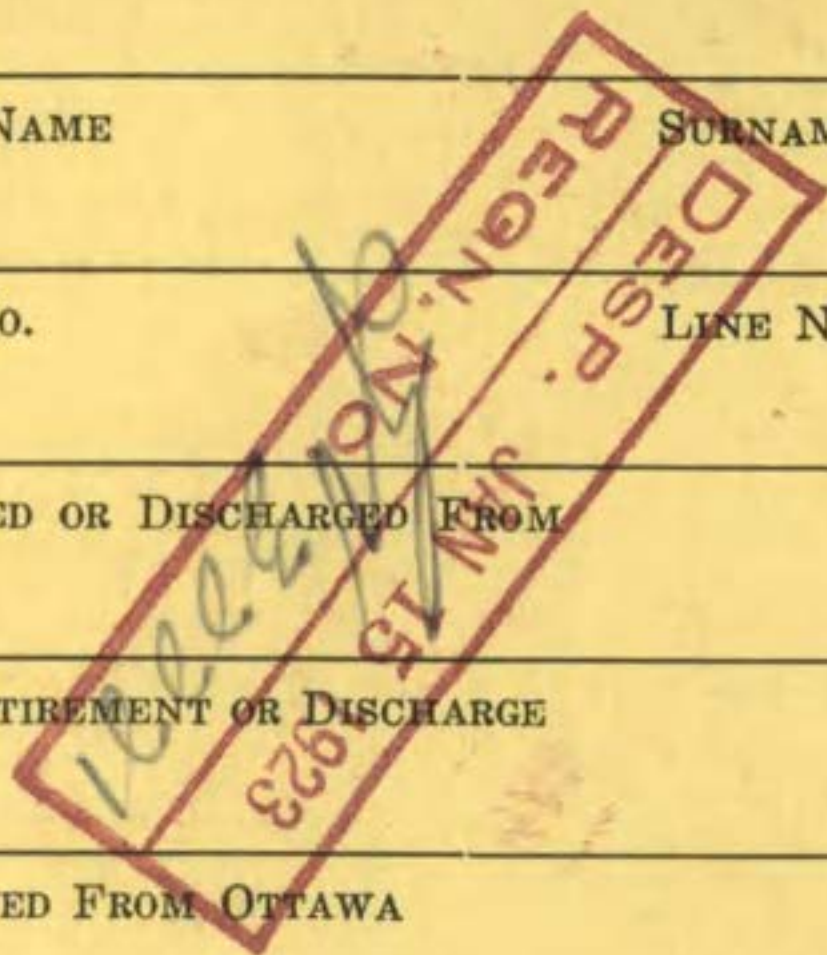 NAME SURNAM
O. LINE N
ED OR DISCHARGED FROM
TIREMENT OR DISCHARGE
ED FROM OTTAWA
DESP. JAN 15 1923
REGN. NO